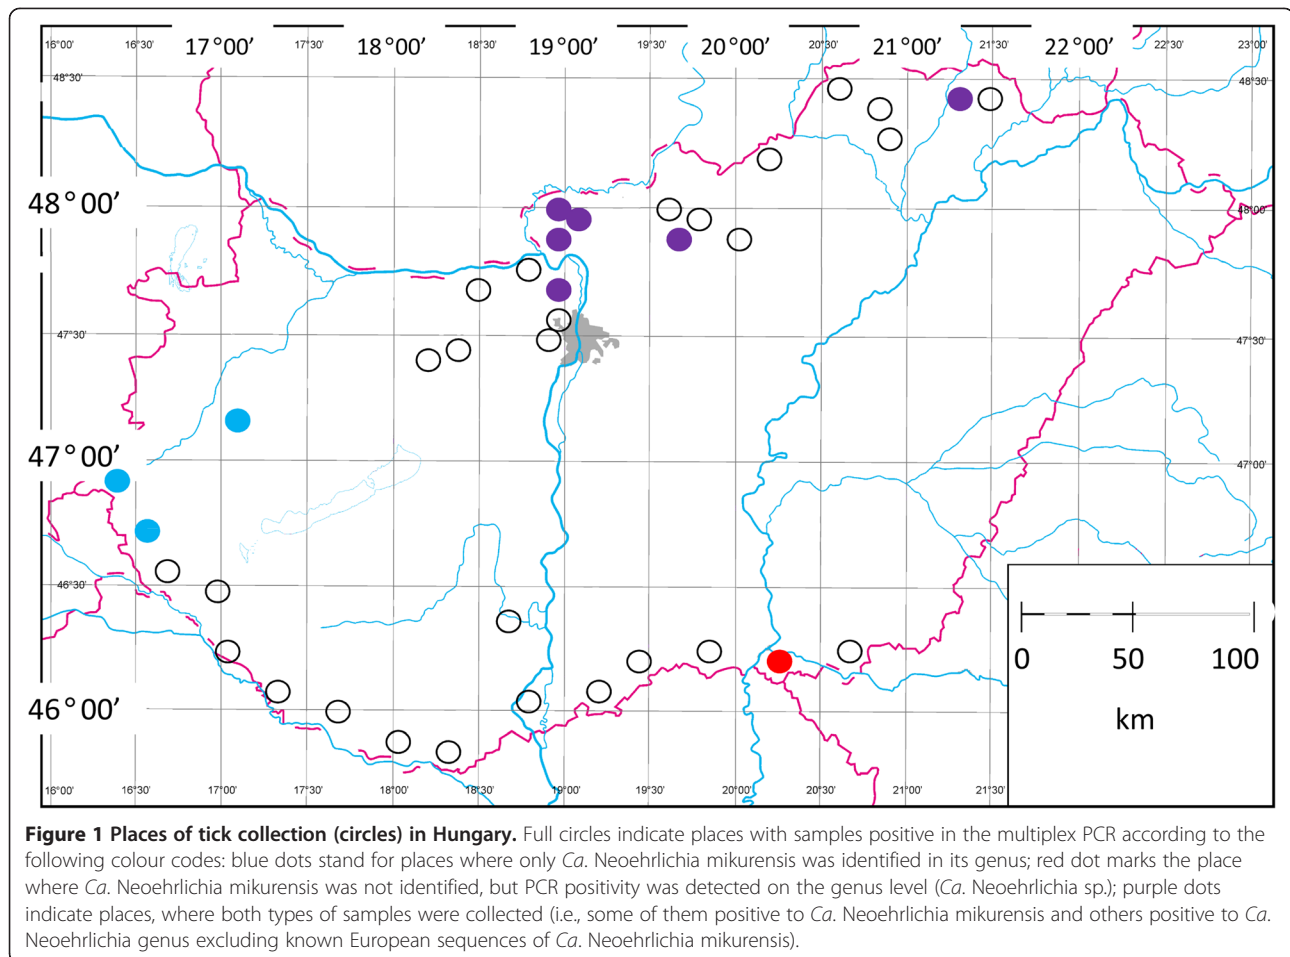 16°00' 16°30' 17°00' 17°30' 18°00' 18°30' 19°00' 19°30' 20°00' 20°30' 21°00' 21°30' 22°00' 22°30' 23°00'
48°30' 48°30'
48°00' 48°00'
47°30' 47°30'
47°00' 47°00'
46°30'
46°00'
0 50 100
km
16°00' 16°30' 17°00' 17°30' 18°00' 18°30' 19°00' 19°30' 20°00' 20°30' 21°00' 21°30'
Figure 1 Places of tick collection (circles) in Hungary. Full circles indicate places with samples positive in the multiplex PCR according to the
following colour codes: blue dots stand for places where only Ca. Neoehrlichia mikurensis was identified in its genus; red dot marks the place
where Ca. Neoehrlichia mikurensis was not identified, but PCR positivity was detected on the genus level (Ca. Neoehrlichia sp.); purple dots
indicate places, where both types of samples were collected (i.e., some of them positive to Ca. Neoehrlichia mikurensis and others positive to Ca.
Neoehrlichia genus excluding known European sequences of Ca. Neoehrlichia mikurensis).